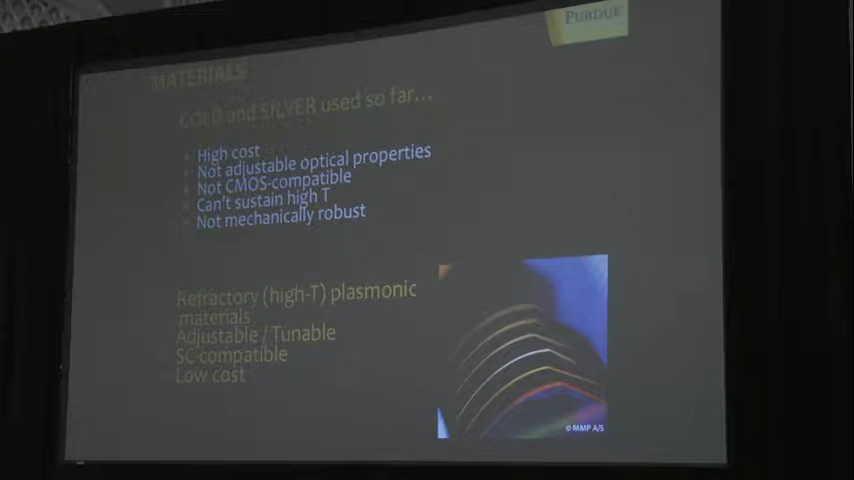 PURDUE
MATERIALS
GOLD and SILVER used so far...
• High cost
• Not adjustable optical properties
• Not CMOS-compatible
• Can't sustain high T
• Not mechanically robust
Refractory (high-T) plasmonic
materials
Adjustable / Tunable
SC-compatible
Low cost
© MMP A/S